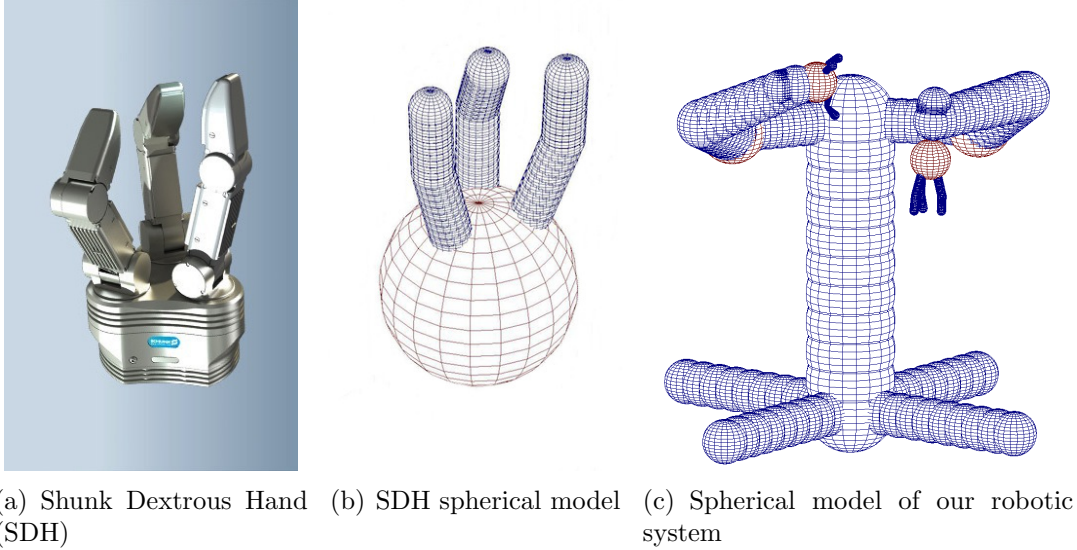 (a) Shunk Dextrous Hand
(SDH)
(b) SDH spherical model
(c) Spherical model of our robotic
system